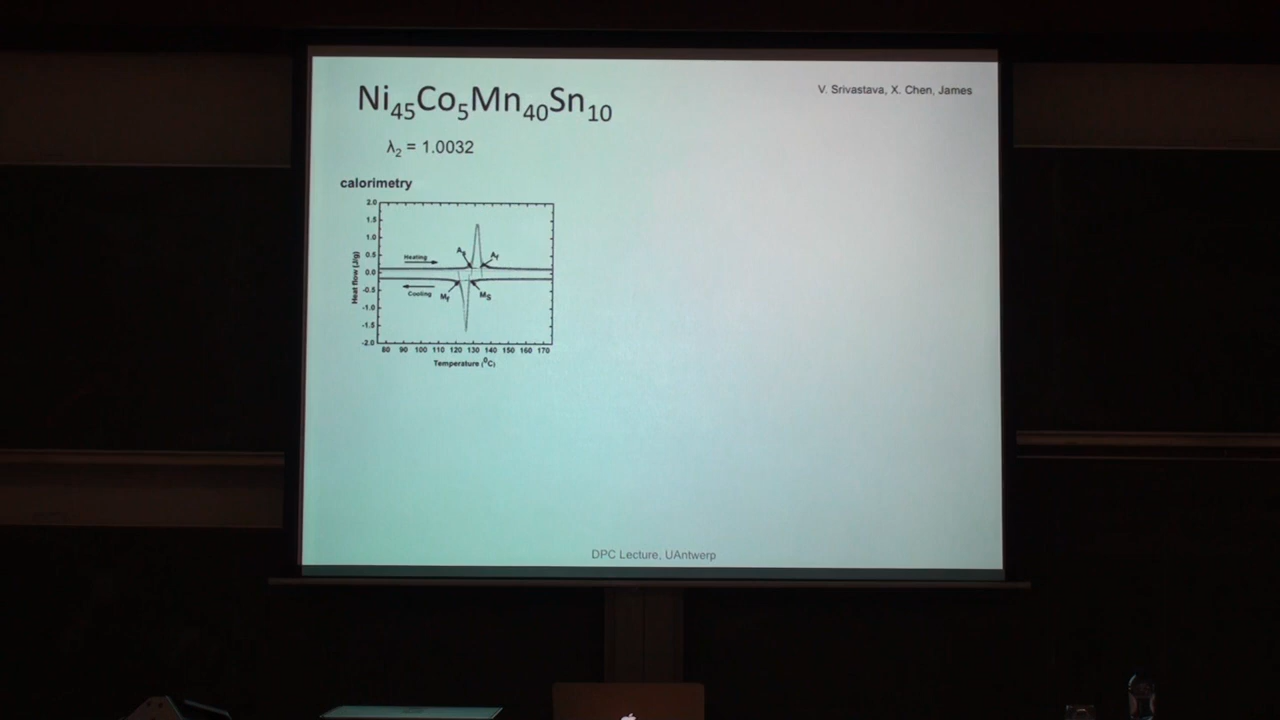 Ni45Co5Mn40Sn10
V. Srivastava, X. Chen, James
λ2 = 1.0032
calorimetry
2.0
1.5
1.0
0.5
0.0
-0.5
-1.0
-1.5
-2.0
Heat flow (J/g)
Heating
As
Af
Cooling
Mf
MS
80 90 100 110 120 130 140 150 160 170
Temperature (0C)
DPC Lecture, UAntwerp